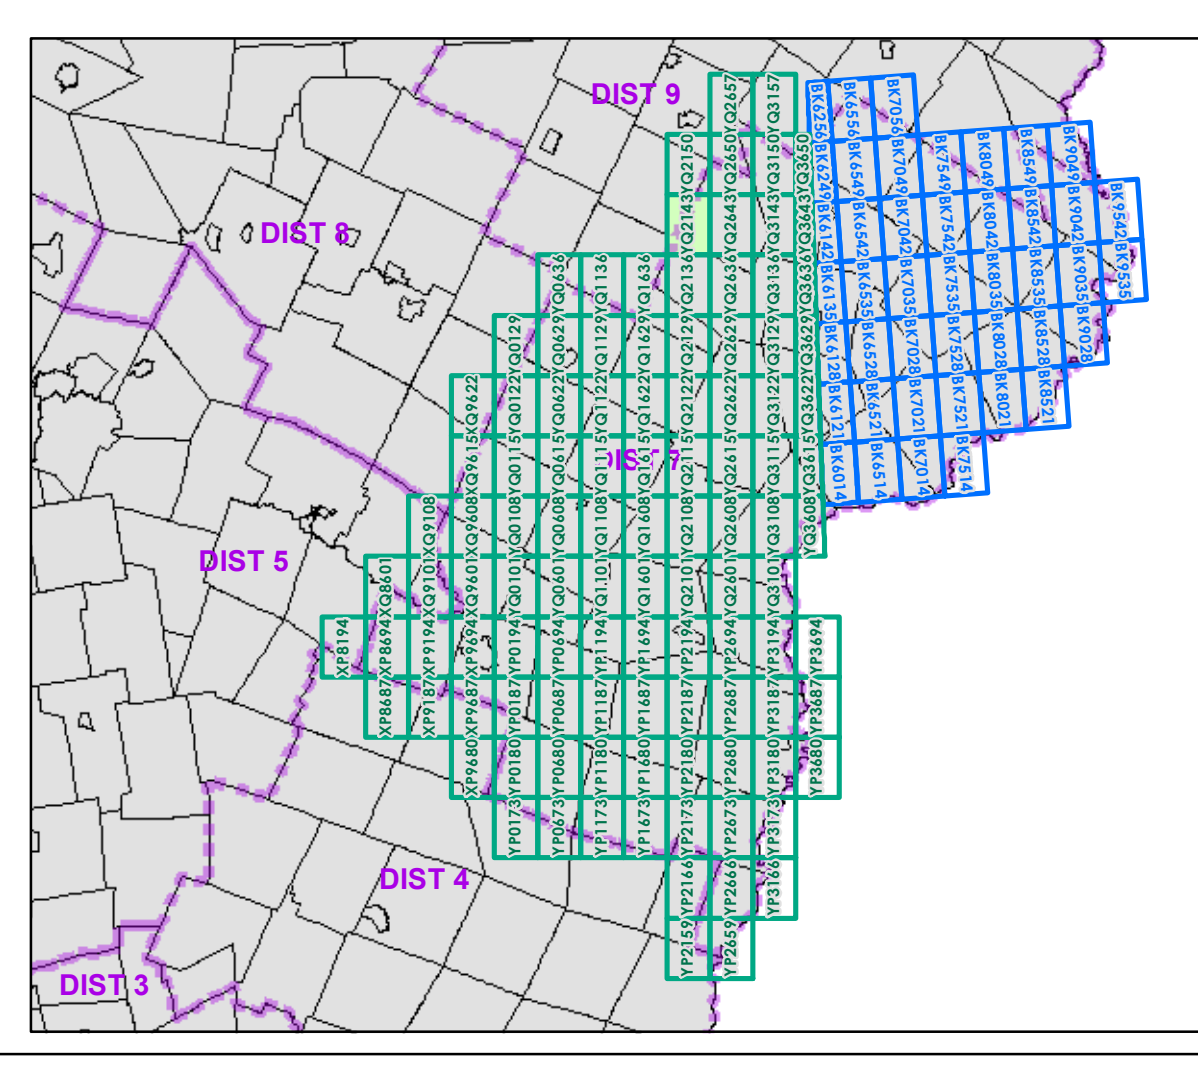 DIST 9
DIST 8
DIST 7
DIST 5
DIST 4
DIST 3
YQ2657 YQ3157
YQ2150 YQ2650 YQ3150 YQ3650
YQ2643 YQ3143 YQ3643
YQ0636 YQ1136 YQ1636 YQ2136 YQ2636 YQ3136 YQ3636
YQ0129 YQ0629 YQ1129 YQ1629 YQ2129 YQ2629 YQ3129 YQ3629
XQ9622 YQ0122 YQ0622 YQ1122 YQ1622 YQ2122 YQ2622 YQ3122 YQ3622
XQ9615 YQ0115 YQ0615 YQ1115 YQ1615 YQ2115 YQ2615 YQ3115 YQ3615
XQ9108 XQ9608 YQ0108 YQ0608 YQ1108 YQ1608 YQ2108 YQ2608 YQ3108 YQ3608
XQ8601 XQ9101 XQ9601 YQ0101 YQ0601 YQ1101 YQ1601 YQ2101 YQ2601 YQ3101
XP8194 XP8694 XP9194 XP9694 YP0194 YP0694 YP1194 YP1694 YP2194 YP2694 YP3194 YP3694
XP8687 XP9187 XP9687 YP0187 YP0687 YP1187 YP1687 YP2187 YP2687 YP3187 YP3687
XP9680 YP0180 YP0680 YP1180 YP1680 YP2180 YP2680 YP3180 YP3680
YP0173 YP0673 YP1173 YP1673 YP2173 YP2673 YP3173
YP2166 YP2666 YP3166
YP2159 YP2659
BK6256 BK6556 BK7056
BK6249 BK6549 BK7049 BK7549 BK8049 BK8549 BK9049
BK6142 BK6542 BK7042 BK7542 BK8042 BK8542 BK9042 BK9542
BK6135 BK6535 BK7035 BK7535 BK8035 BK8535 BK9035 BK9535
BK6128 BK6528 BK7028 BK7528 BK8028 BK8528 BK9028
BK6121 BK6521 BK7021 BK7521 BK8021 BK8521
BK6014 BK6514 BK7014 BK7514